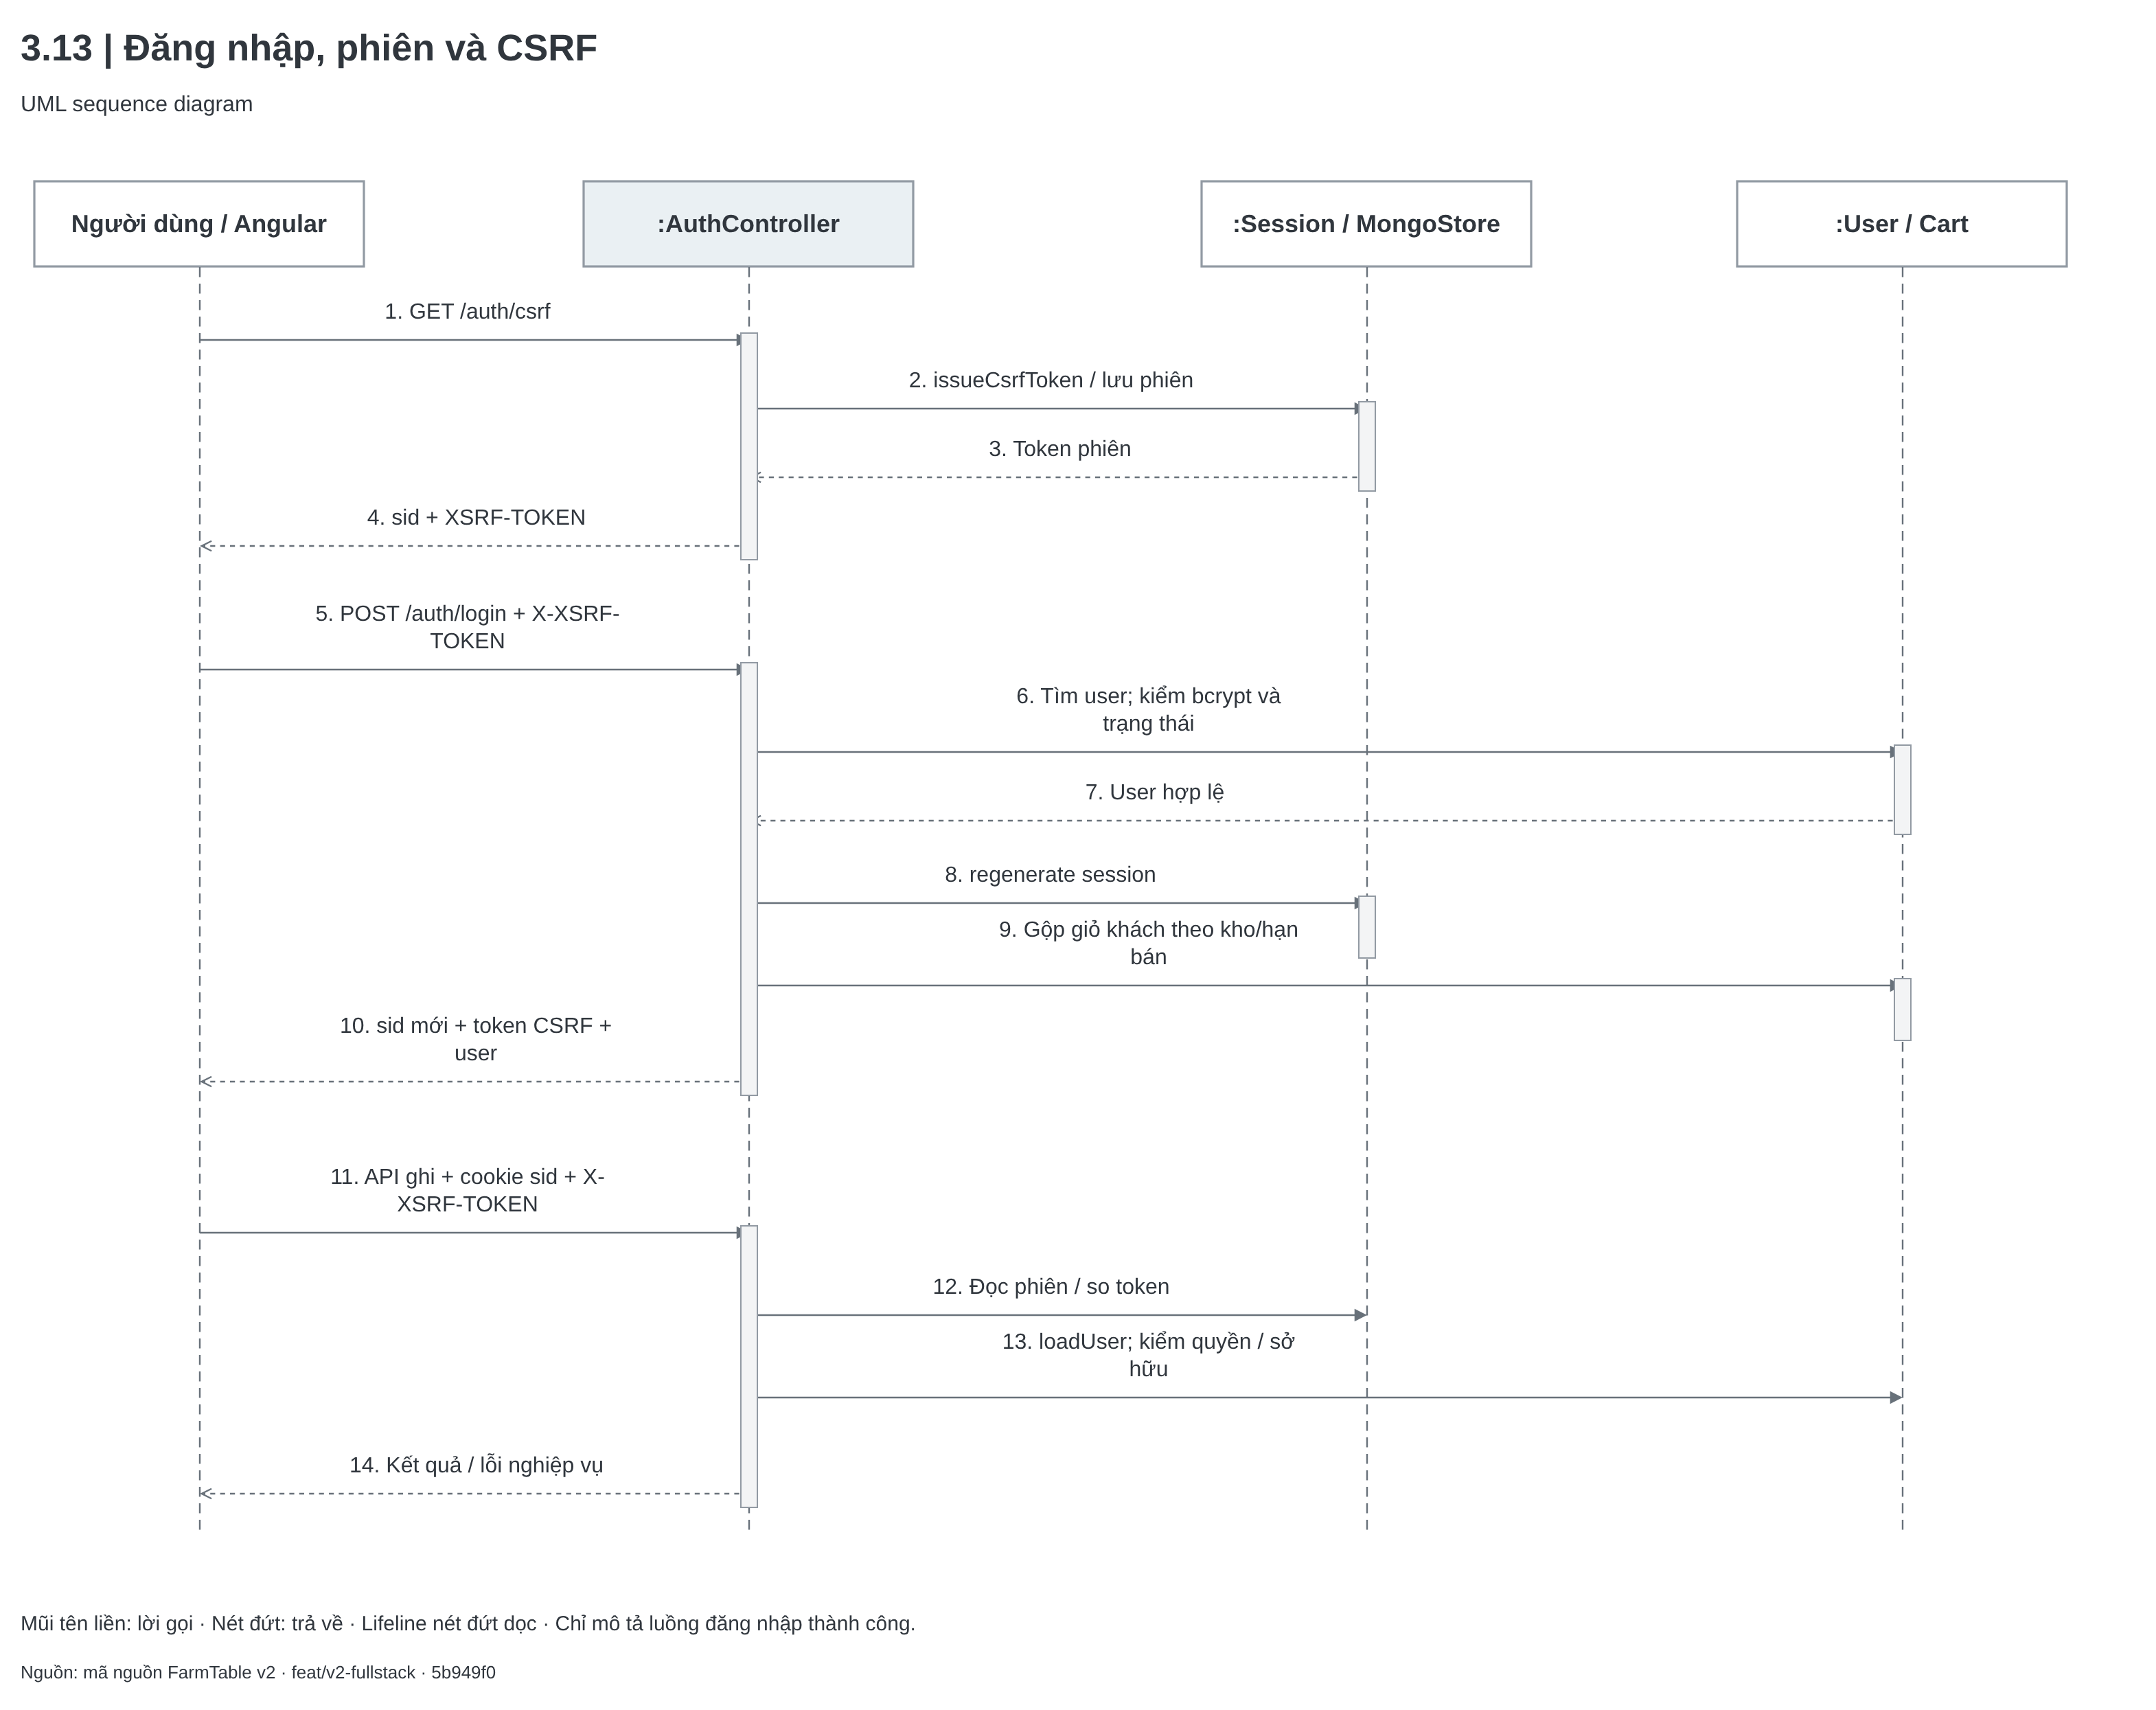 3.13 | Đăng nhập, phiên và CSRF
UML sequence diagram
Người dùng / Angular
:AuthController
:Session / MongoStore
:User / Cart
1. GET /auth/csrf
2. issueCsrfToken / lưu phiên
3. Token phiên
4. sid + XSRF-TOKEN
5. POST /auth/login + X-XSRF-
TOKEN
6. Tìm user; kiểm bcrypt và
trạng thái
7. User hợp lệ
8. regenerate session
9. Gộp giỏ khách theo kho/hạn
bán
10. sid mới + token CSRF +
user
11. API ghi + cookie sid + X-
XSRF-TOKEN
12. Đọc phiên / so token
13. loadUser; kiểm quyền / sở
hữu
14. Kết quả / lỗi nghiệp vụ
Mũi tên liền: lời gọi · Nét đứt: trả về · Lifeline nét đứt dọc · Chỉ mô tả luồng đăng nhập thành công.
Nguồn: mã nguồn FarmTable v2 · feat/v2-fullstack · 5b949f0